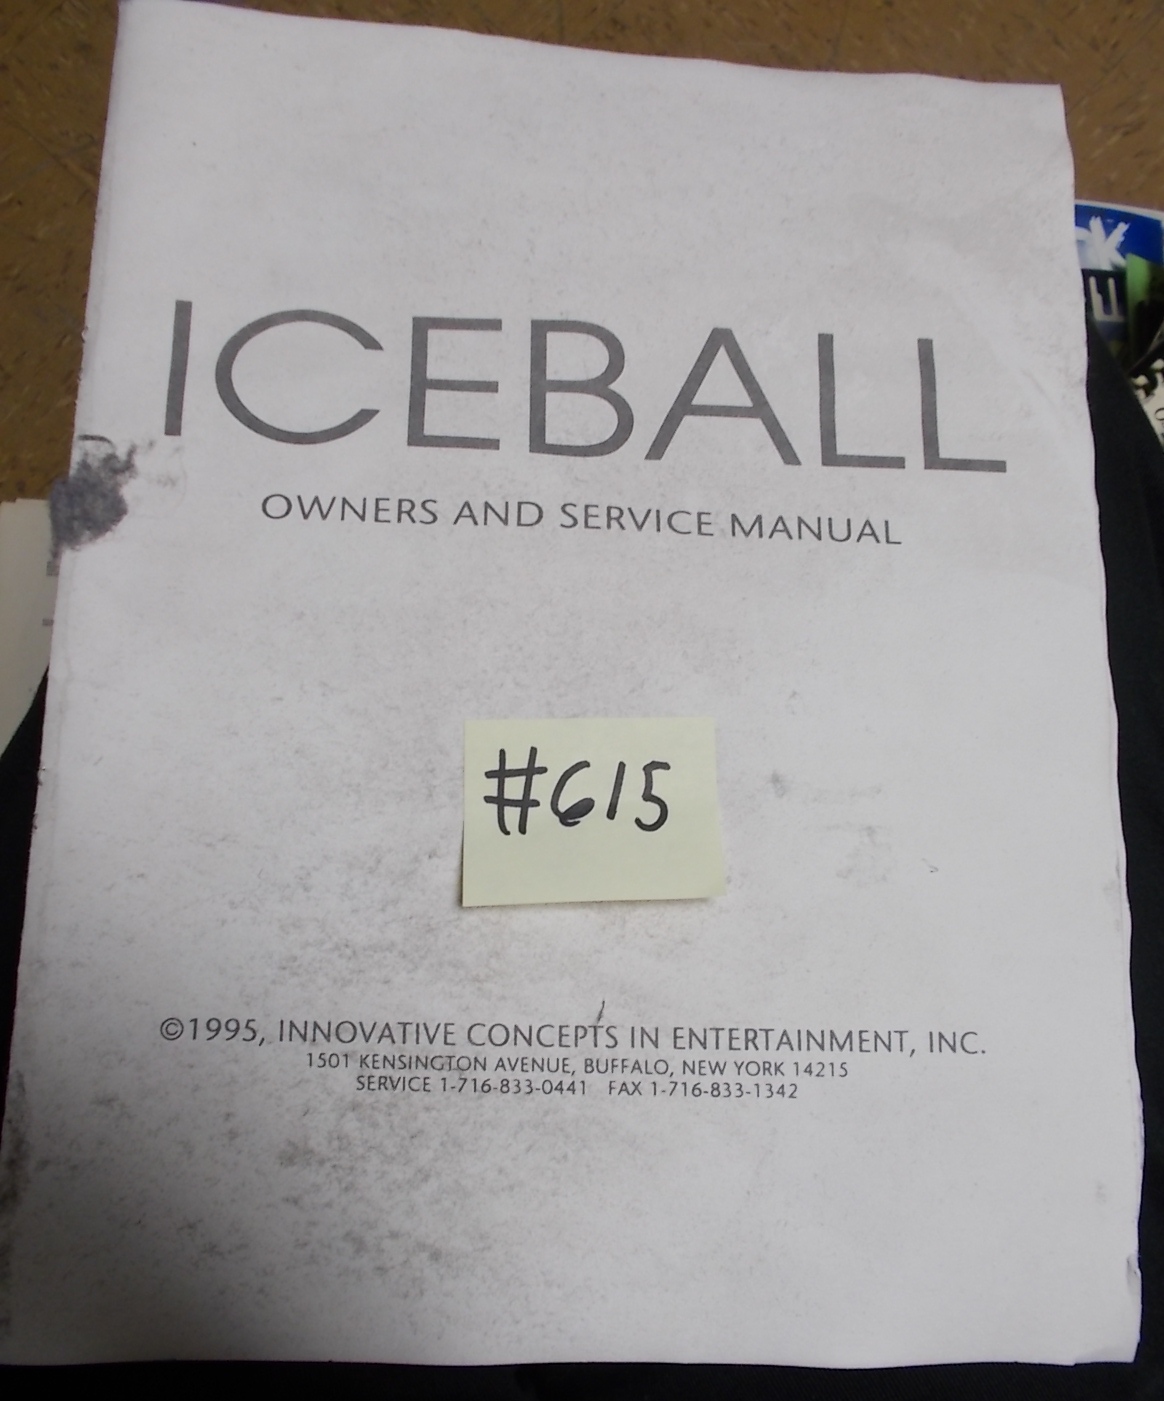 ICEBALL
OWNERS AND SERVICE MANUAL
#615
©1995, INNOVATIVE CONCEPTS IN ENTERTAINMENT, INC.
1501 KENSINGTON AVENUE, BUFFALO, NEW YORK 14215
SERVICE 1-716-833-0441 FAX 1-716-833-1342